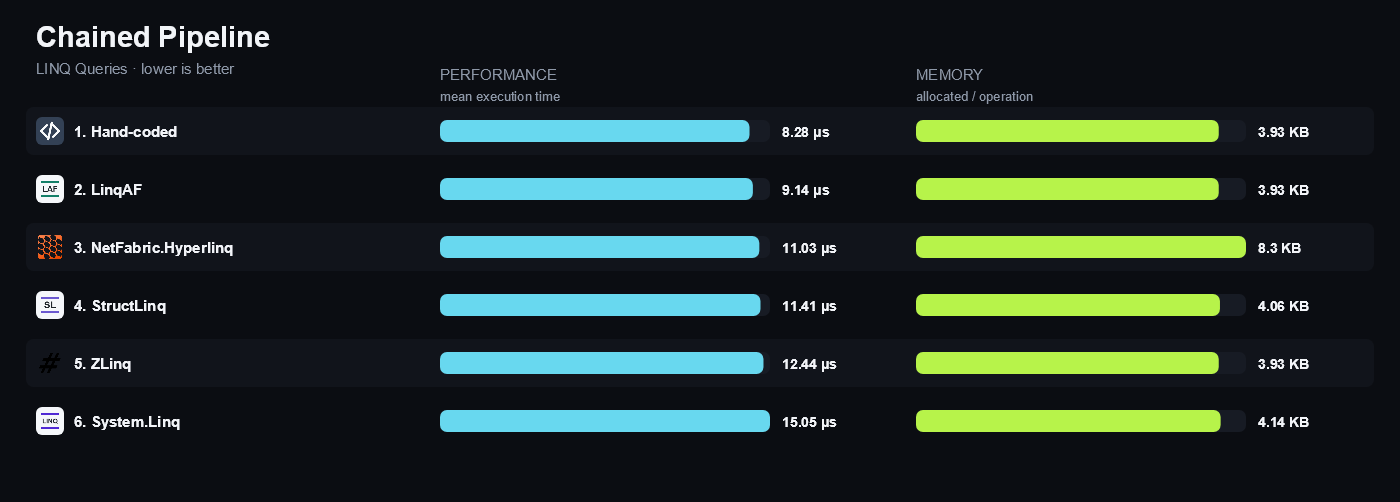 Chained Pipeline
LINQ Queries · lower is better
PERFORMANCE
mean execution time
MEMORY
allocated / operation
1. Hand-coded
8.28 µs
3.93 KB
LAF
2. LinqAF
9.14 µs
3.93 KB
3. NetFabric.Hyperlinq
11.03 µs
8.3 KB
SL
4. StructLinq
11.41 µs
4.06 KB
#
5. ZLinq
12.44 µs
3.93 KB
LINQ
6. System.Linq
15.05 µs
4.14 KB